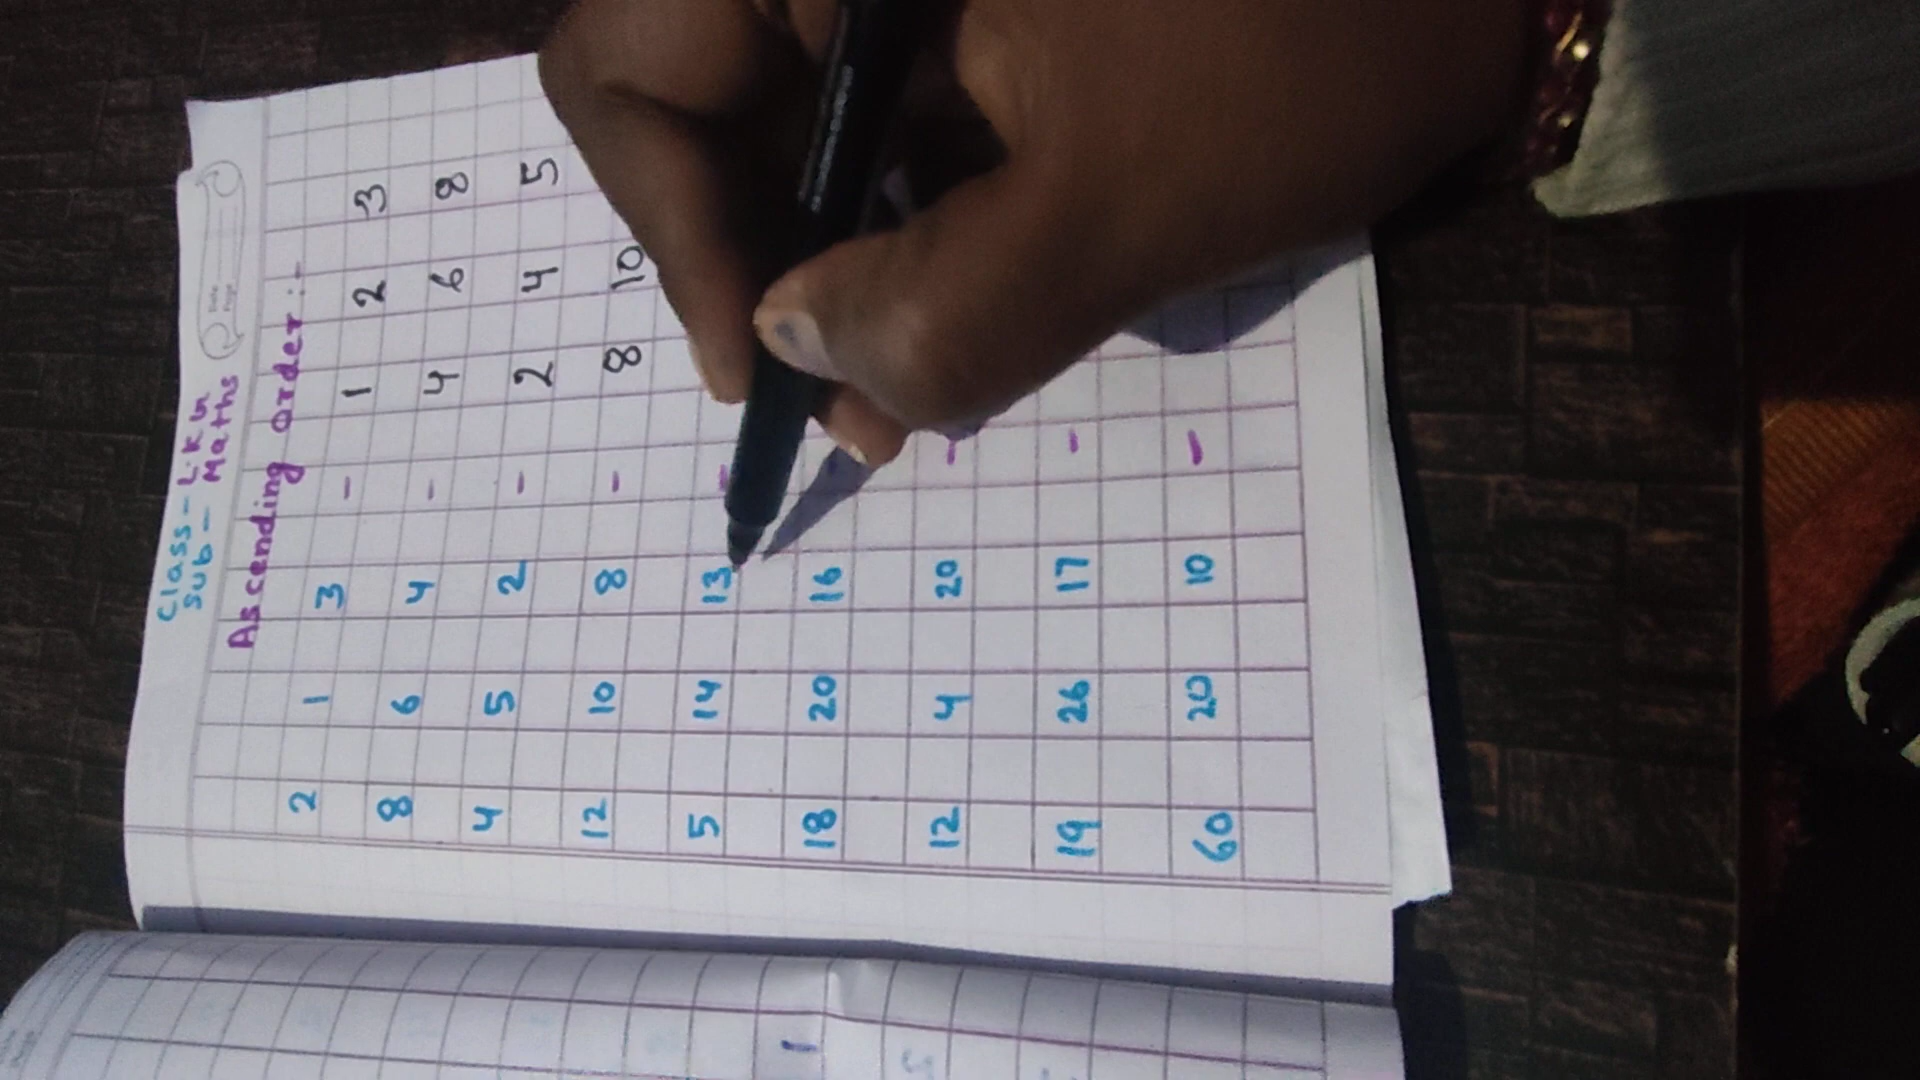 Date
Page
Class - L.K.G
Sub - Maths
Ascending order :-
2 1 3 - 1 2 3
8 6 4 - 4 6 8
4 5 2 - 2 4 5
12 10 8 - 8 10
5 14 13 -
18 20 16
12 4 20 -
19 26 17 -
60 20 10 -